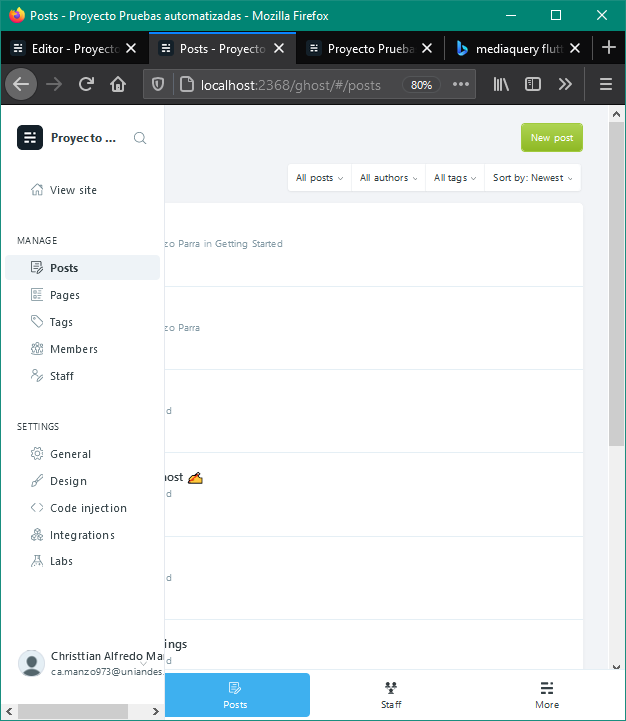 Posts - Proyecto Pruebas automatizadas - Mozilla Firefox
Editor - Proyecto
Posts - Proyecto
Proyecto Prueba
mediaquery flutt
localhost:2368/ghost/#/posts
80%
Proyecto ...
New post
View site
All posts
All authors
All tags
Sort by: Newest
MANAGE
zo Parra in Getting Started
Posts
Pages
Tags
zo Parra
Members
Staff
d
SETTINGS
General
ost ✍
Design
d
Code injection
Integrations
Labs
d
ings
Christtian Alfredo Ma
d
ca.manzo973@uniandes.
Posts
Staff
More